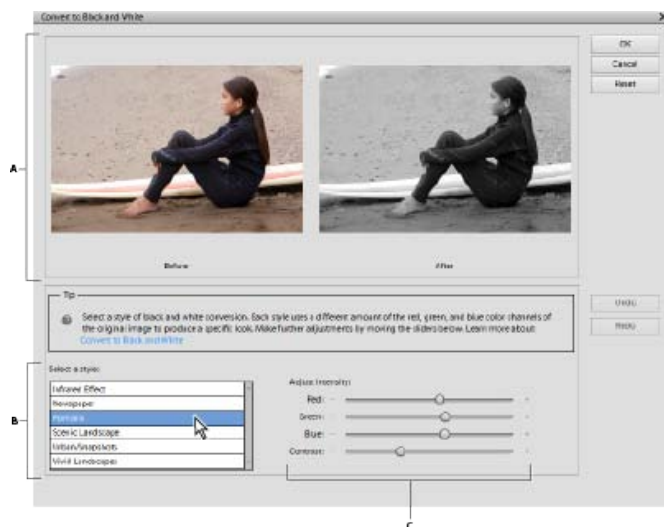 Convert to Black and White
OK
Cancel
Reset
A
Before
After
Tip
Select a style of black and white conversion. Each style uses a different amount of the red, green, and blue color channels of
the original image to produce a specific look. Make further adjustments by moving the sliders below. Learn more about:
Convert to Black and White
Undo
Redo
B
Select a style:
Infrared Effect
Newspaper
Portraits
Scenic Landscape
Urban/Snapshots
Vivid Landscapes
Adjust Intensity:
Red:
Green:
Blue:
Contrast:
C